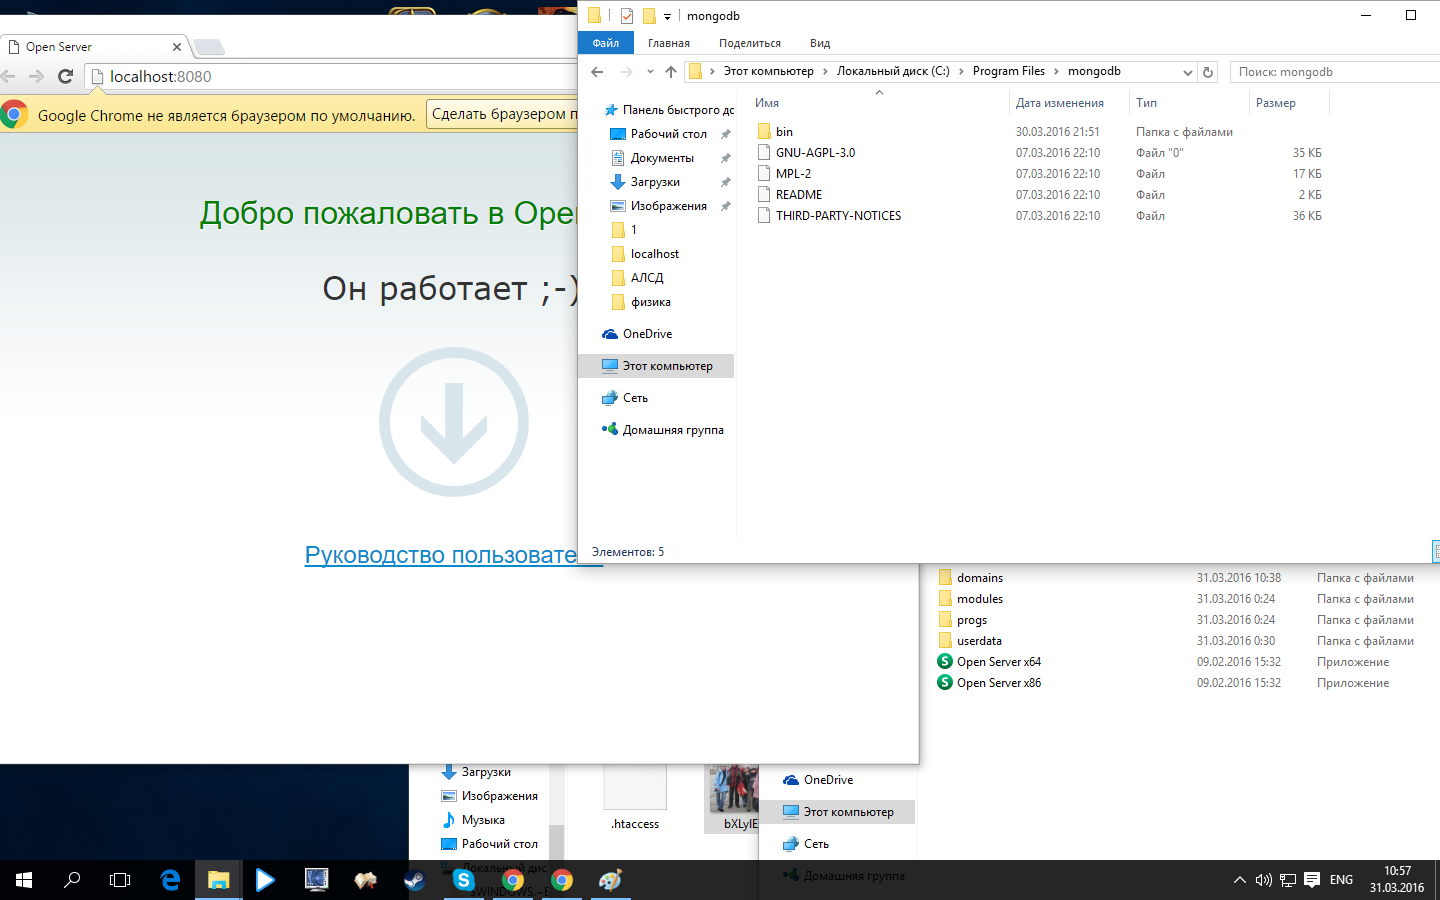 Open Server
localhost:8080
Google Chrome не является браузером по умолчанию.
Сделать браузером п
Добро пожаловать в Open
Он работает ;-)
Руководство пользовате
mongodb
Файл
Главная
Поделиться
Вид
Этот компьютер
Локальный диск (C:)
Program Files
mongodb
Поиск: mongodb
Панель быстрого до
Рабочий стол
Документы
Загрузки
Изображения
1
localhost
АЛСД
физика
OneDrive
Этот компьютер
Сеть
Домашняя группа
Имя Дата изменения Тип Размер
bin 30.03.2016 21:51 Папка с файлами
GNU-AGPL-3.0 07.03.2016 22:10 Файл "0" 35 КБ
MPL-2 07.03.2016 22:10 Файл 17 КБ
README 07.03.2016 22:10 Файл 2 КБ
THIRD-PARTY-NOTICES 07.03.2016 22:10 Файл 36 КБ
Элементов: 5
domains 31.03.2016 10:38 Папка с файлами
modules 31.03.2016 0:24 Папка с файлами
progs 31.03.2016 0:24 Папка с файлами
userdata 31.03.2016 0:30 Папка с файлами
Open Server x64 09.02.2016 15:32 Приложение
Open Server x86 09.02.2016 15:32 Приложение
Загрузки
Изображения
Музыка
Рабочий стол
Локальный дис
.htaccess
bXLyIE
OneDrive
Этот компьютер
Сеть
Домашняя группа
ENG
10:57
31.03.2016